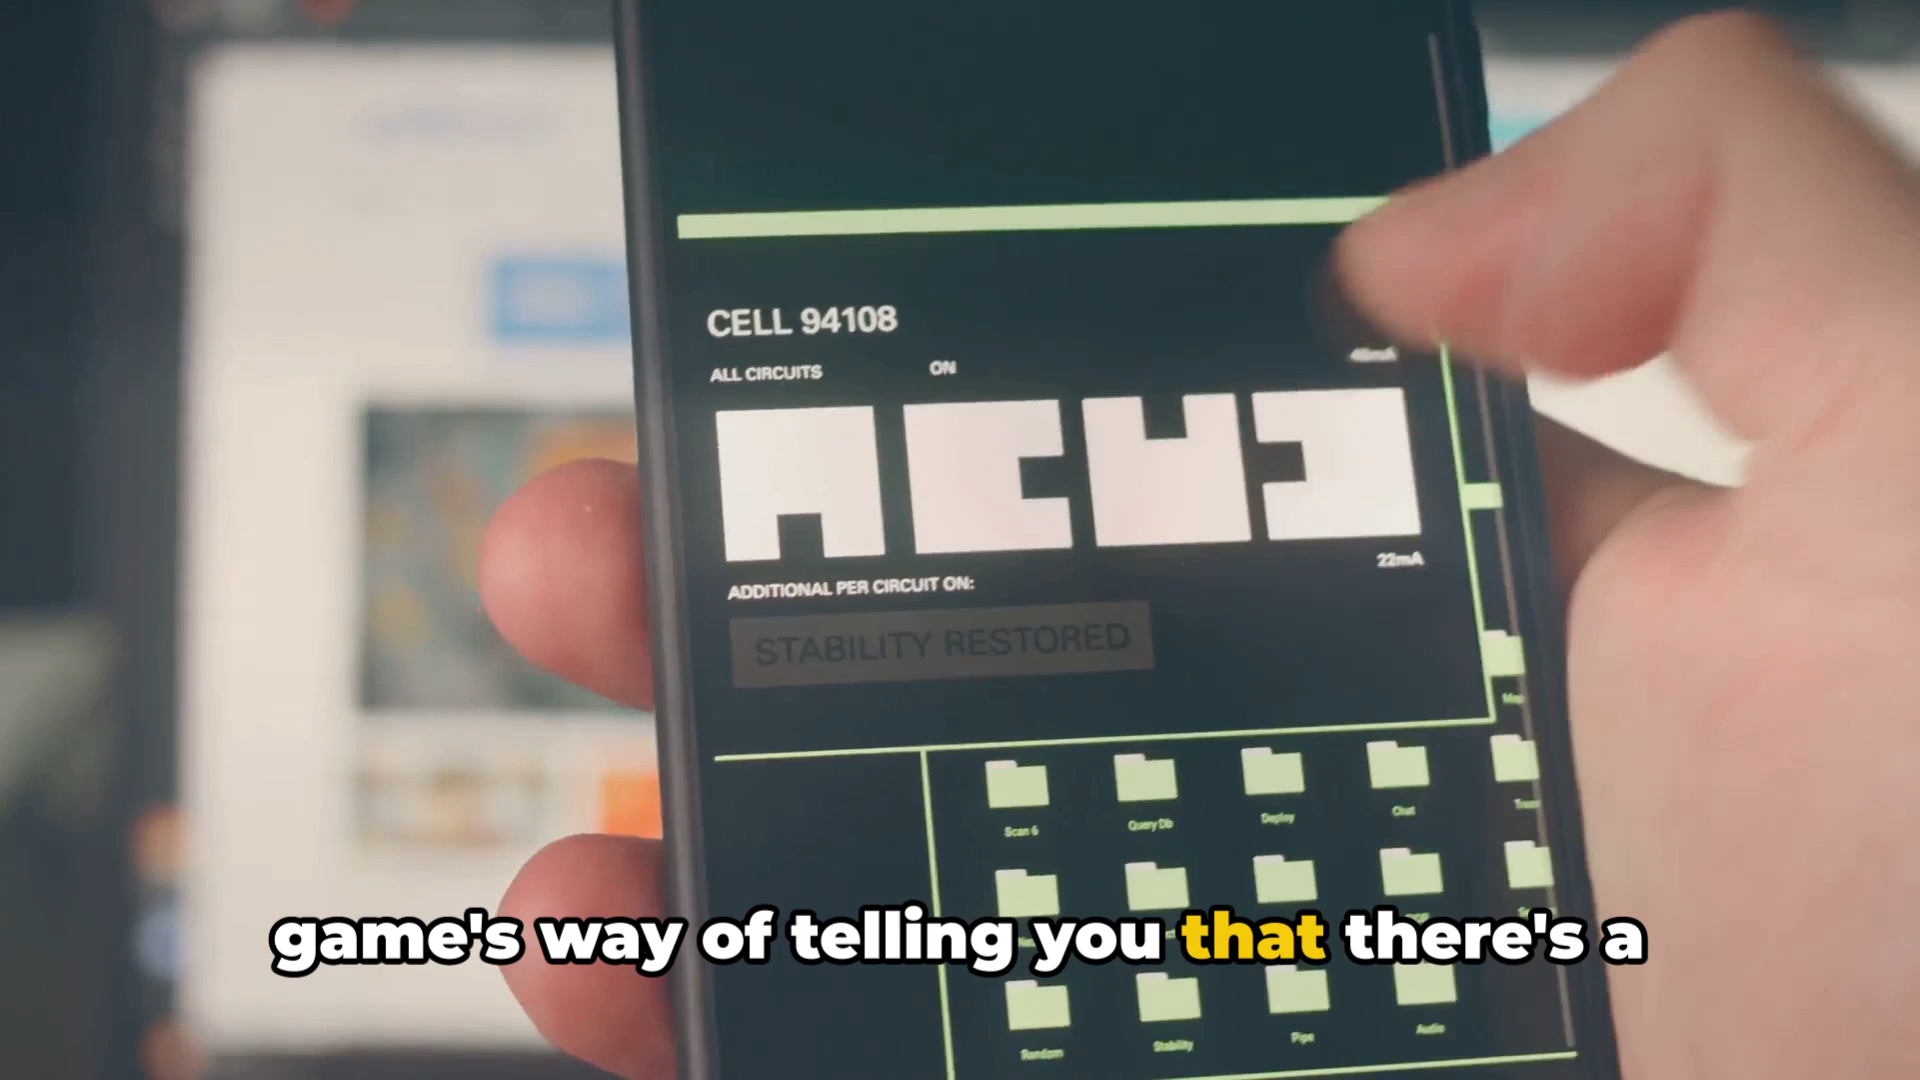 CELL 94108
ALL CIRCUITS ON
22mA
ADDITIONAL PER CIRCUIT ON:
STABILITY RESTORED
Scan 6 Query Db Deploy Chat
game's way of telling you that there's a
Random Stability Pipe Audio